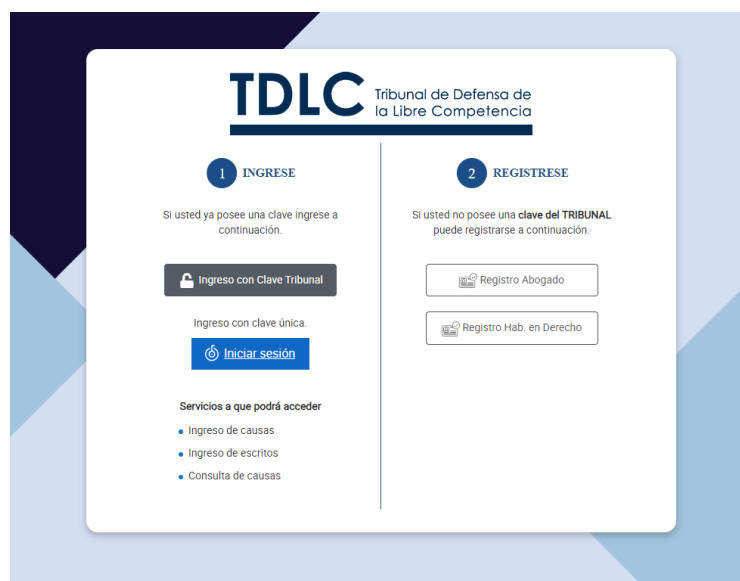 TDLC
Tribunal de Defensa de
la Libre Competencia
1 INGRESE
Si usted ya posee una clave ingrese a
continuación.
Ingreso con Clave Tribunal
Ingreso con clave única.
Iniciar sesión
Servicios a que podrá acceder
Ingreso de causas
Ingreso de escritos
Consulta de causas
2 REGISTRESE
Si usted no posee una clave del TRIBUNAL
puede registrarse a continuación.
Registro Abogado
Registro Hab. en Derecho